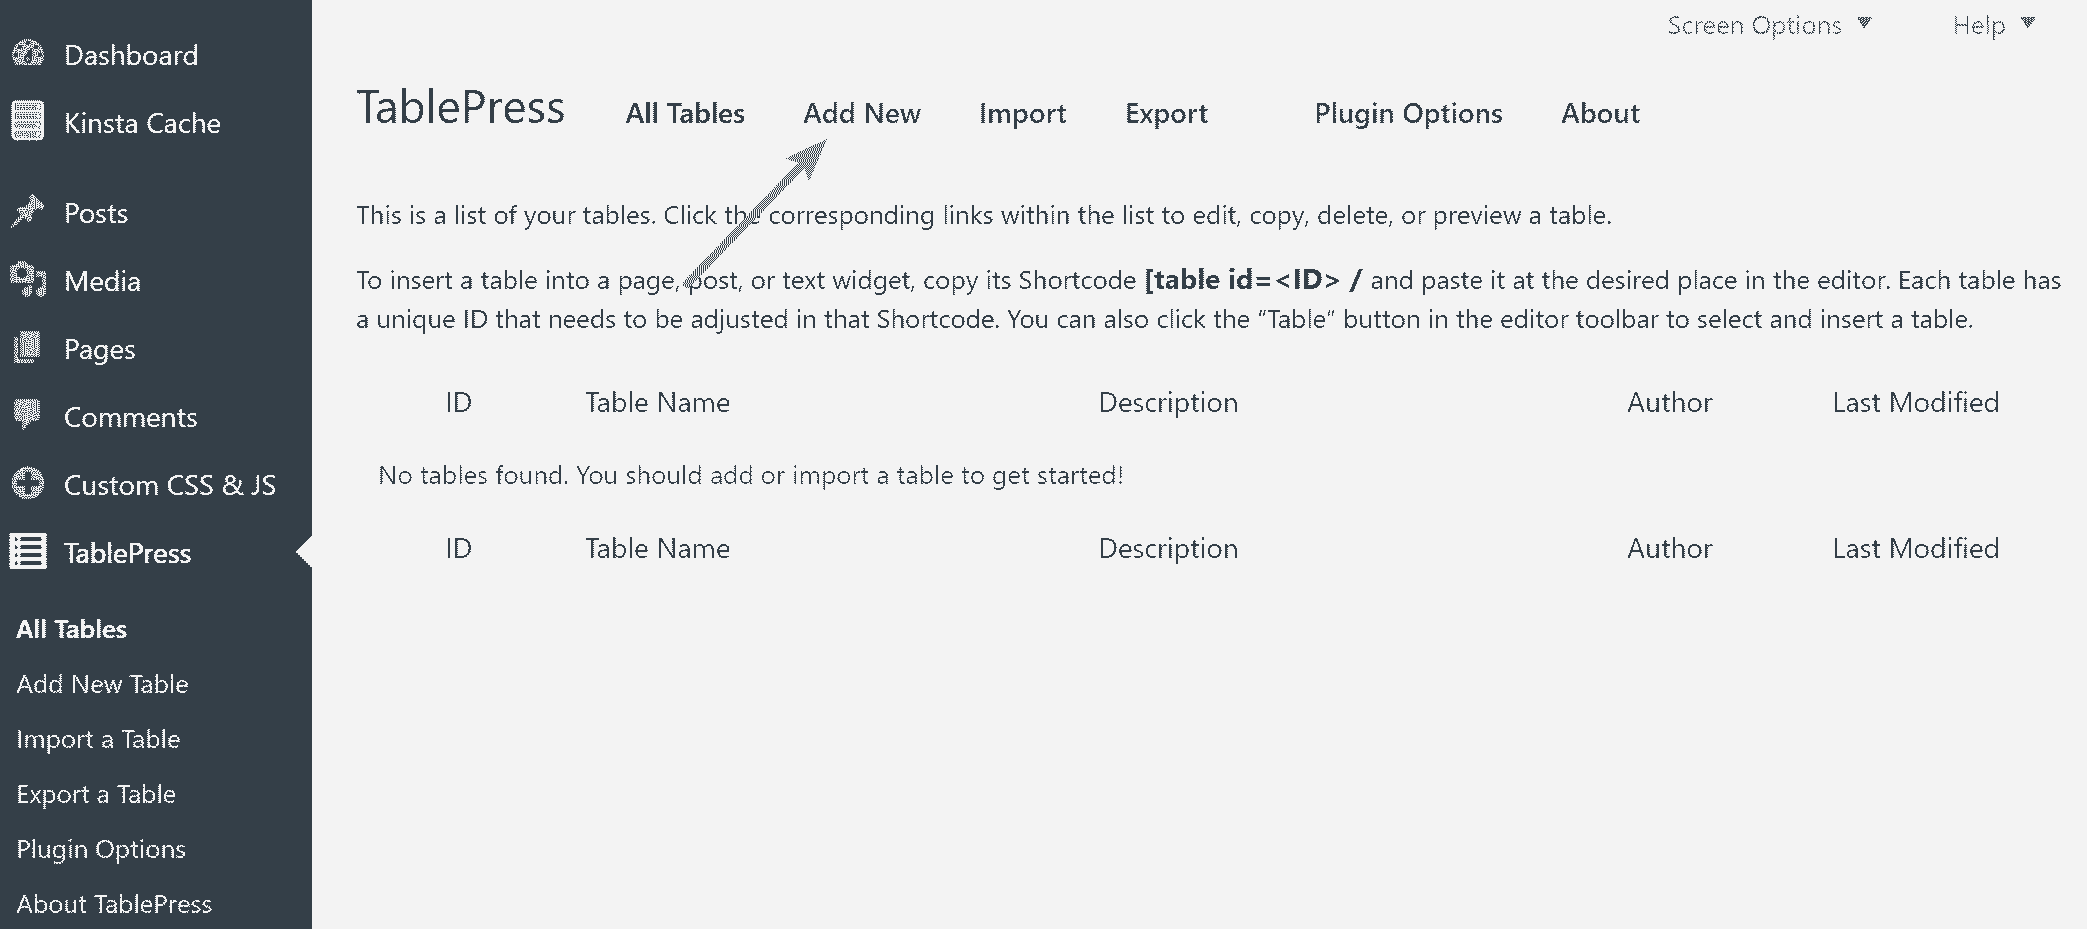 Dashboard
Kinsta Cache
Posts
Media
Pages
Comments
Custom CSS & JS
TablePress
All Tables
Add New Table
Import a Table
Export a Table
Plugin Options
About TablePress
Screen Options Help
TablePress All Tables Add New Import Export Plugin Options About
This is a list of your tables. Click the corresponding links within the list to edit, copy, delete, or preview a table.
To insert a table into a page, post, or text widget, copy its Shortcode [table id=<ID> / and paste it at the desired place in the editor. Each table has
a unique ID that needs to be adjusted in that Shortcode. You can also click the “Table” button in the editor toolbar to select and insert a table.
ID Table Name Description Author Last Modified
No tables found. You should add or import a table to get started!
ID Table Name Description Author Last Modified